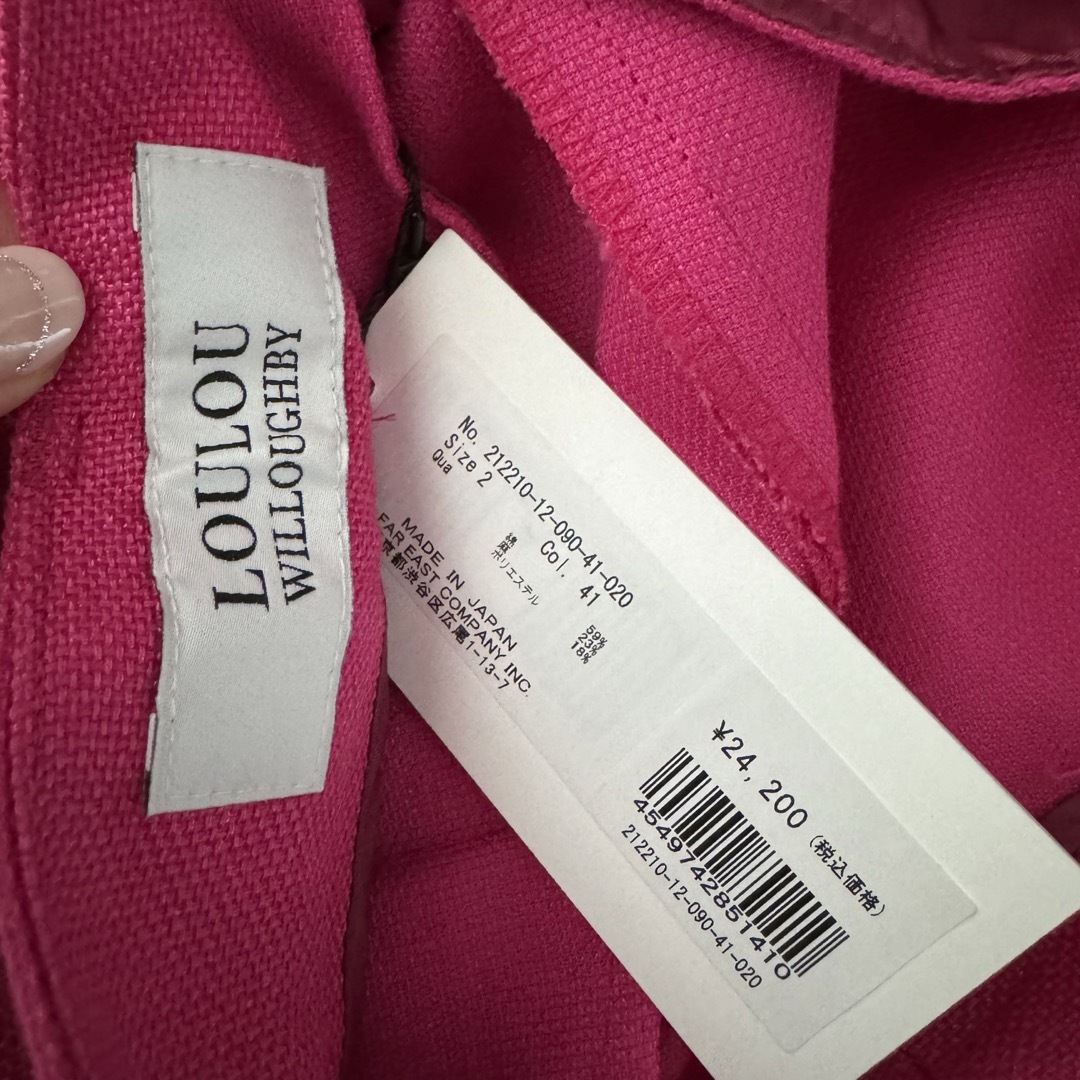 LOULOU
WILLOUGHBY
No. 212210-12-090-41-020
Size 2 Col. 41
Qua
綿 59%
麻 23%
ポリエステル 18%
MADE IN JAPAN
FAR EAST COMPANY INC.
京都渋谷区広尾1-13-7
¥24,200 (税込価格)
4549742851410
212210-12-090-41-020